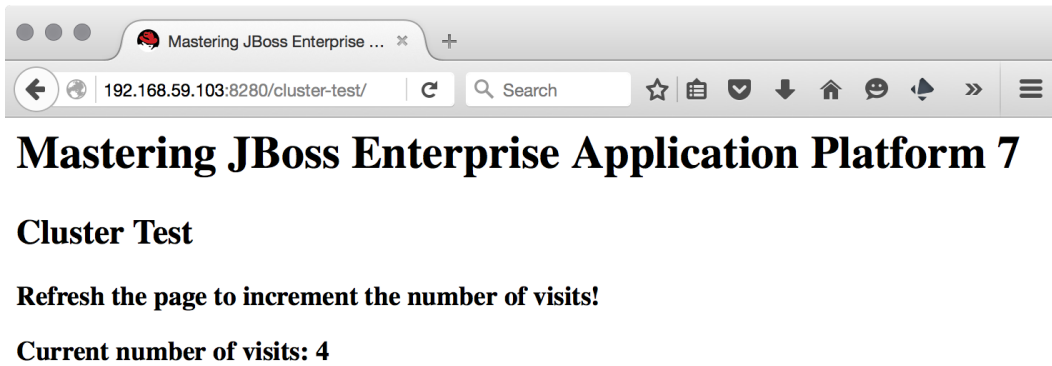 Mastering JBoss Enterprise ...
192.168.59.103:8280/cluster-test/
Search
Mastering JBoss Enterprise Application Platform 7
Cluster Test
Refresh the page to increment the number of visits!
Current number of visits: 4